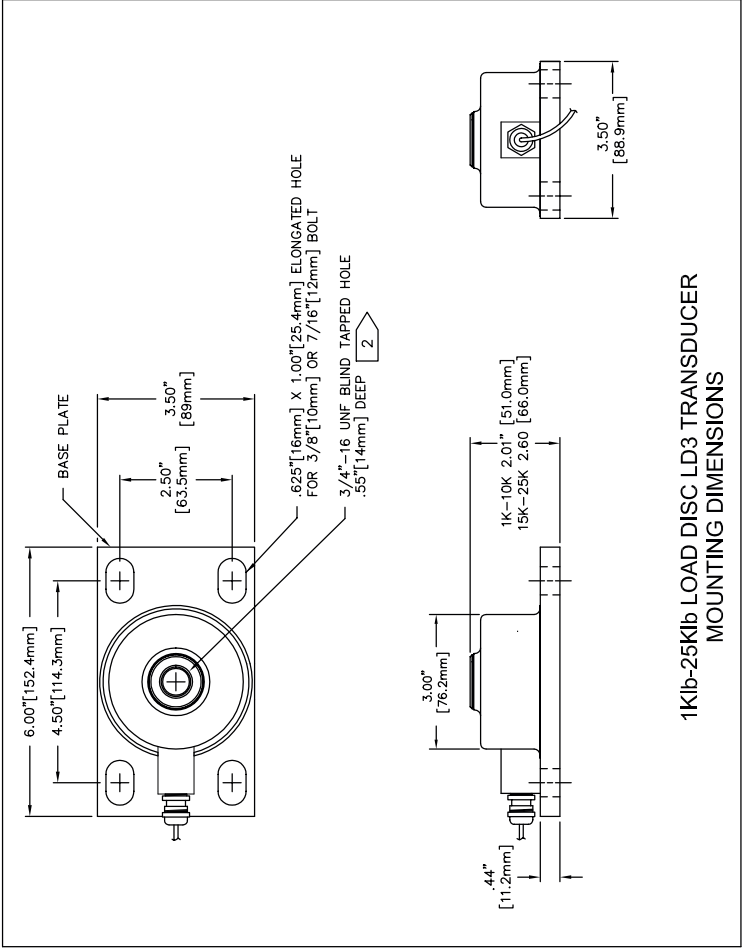 BASE PLATE
6.00"[152.4mm]
4.50"[114.3mm]
2.50"
[63.5mm]
3.50"
[89mm]
.625"[16mm] X 1.00"[25.4mm] ELONGATED HOLE
FOR 3/8"[10mm] OR 7/16"[12mm] BOLT
3/4"-16 UNF BLIND TAPPED HOLE
.55"[14mm] DEEP
2
3.00"
[76.2mm]
1K-10K 2.01" [51.0mm]
15K-25K 2.60 [66.0mm]
.44"
[11.2mm]
3.50"
[88.9mm]
1Klb-25Klb LOAD DISC LD3 TRANSDUCER
MOUNTING DIMENSIONS